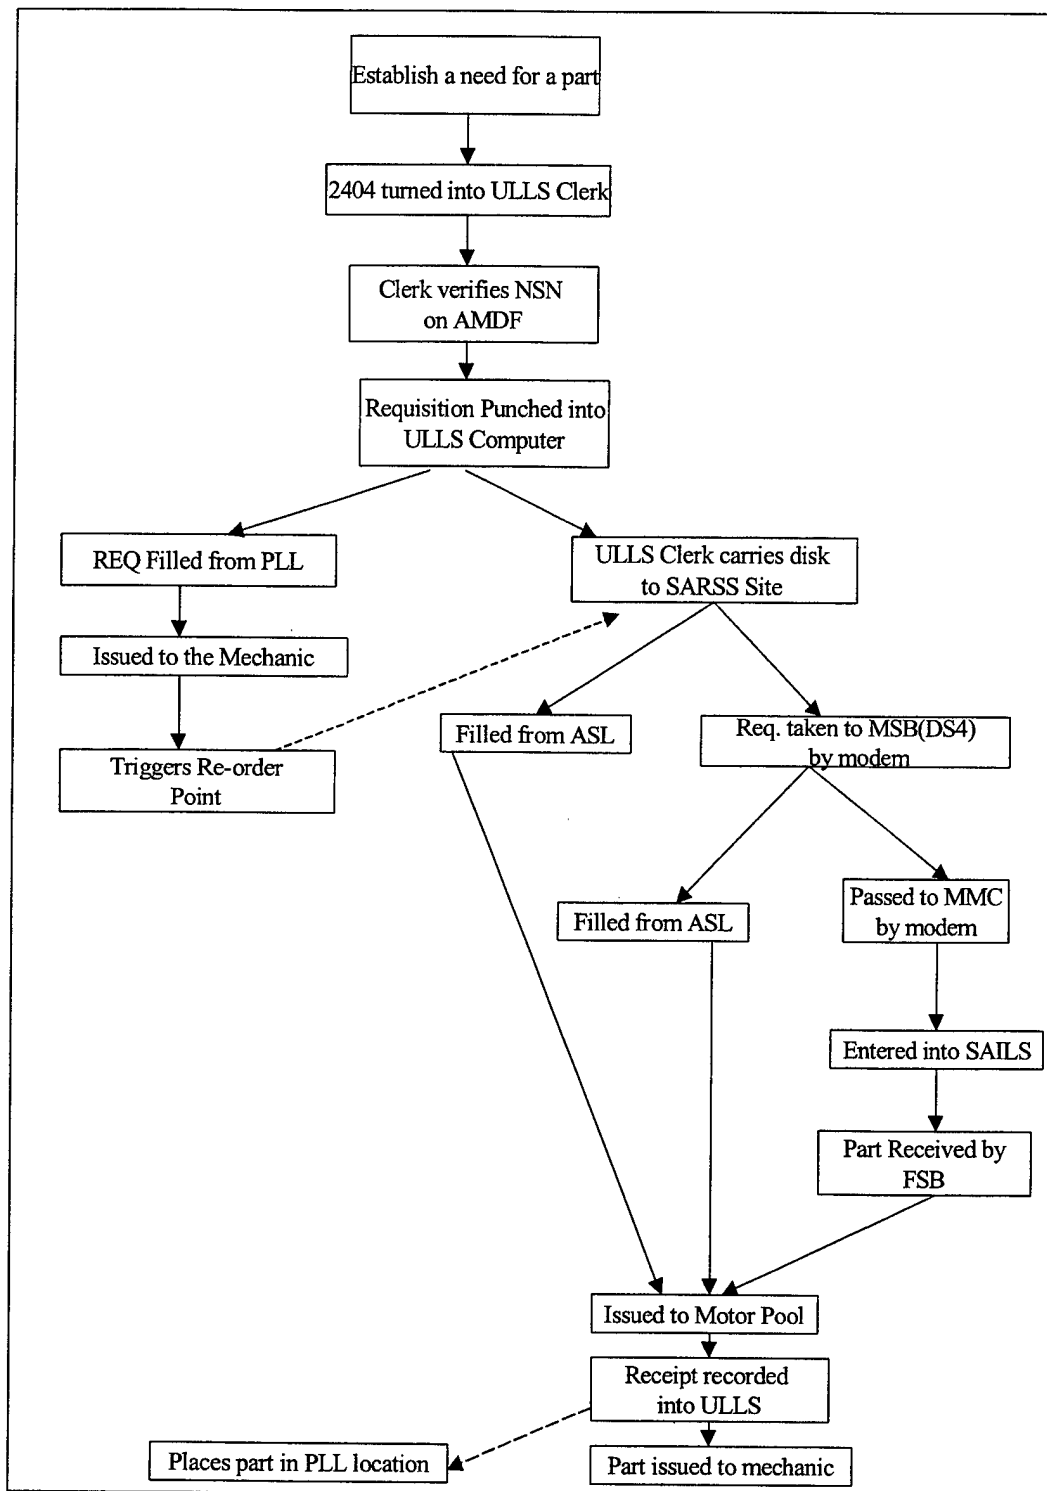 Establish a need for a part
2404 turned into ULLS Clerk
Clerk verifies NSN
on AMDF
Requisition Punched into
ULLS Computer
REQ Filled from PLL
ULLS Clerk carries disk
to SARSS Site
Issued to the Mechanic
Filled from ASL
Req. taken to MSB(DS4)
by modem
Triggers Re-order
Point
Filled from ASL
Passed to MMC
by modem
Entered into SAILS
Part Received by
FSB
Issued to Motor Pool
Receipt recorded
into ULLS
Places part in PLL location
Part issued to mechanic